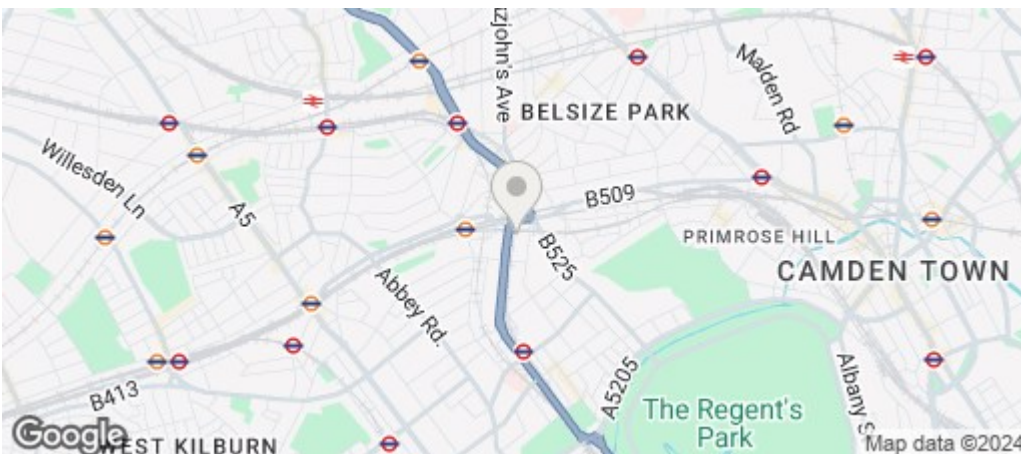 zjohn's Ave
BELSIZE PARK
Malden Rd
Willesden Ln
A5
B509
B525
PRIMROSE HILL
CAMDEN TOWN
Abbey Rd.
A5205
Albany S
B413
The Regent's
Park
Google
WEST KILBURN
Map data ©2024